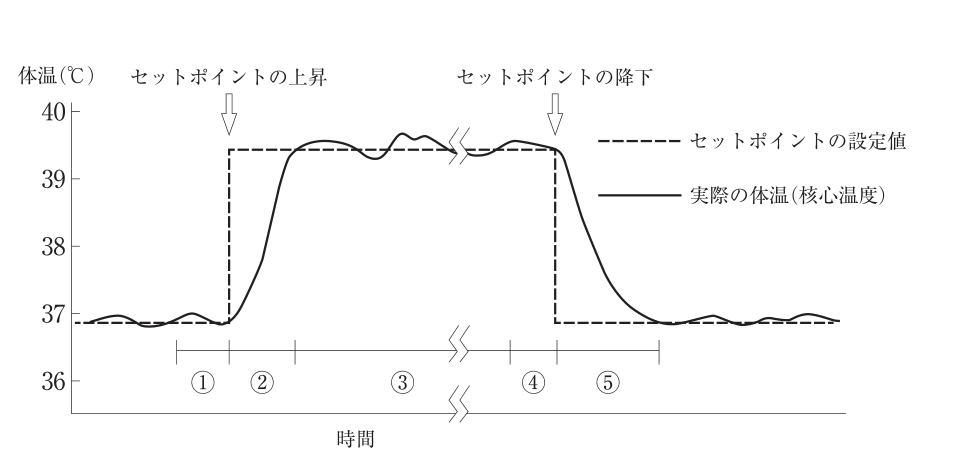 体温(℃)
セットポイントの上昇
セットポイントの降下
40
39
38
37
36
セットポイントの設定値
実際の体温(核心温度)
① ② ③ ④ ⑤
時間